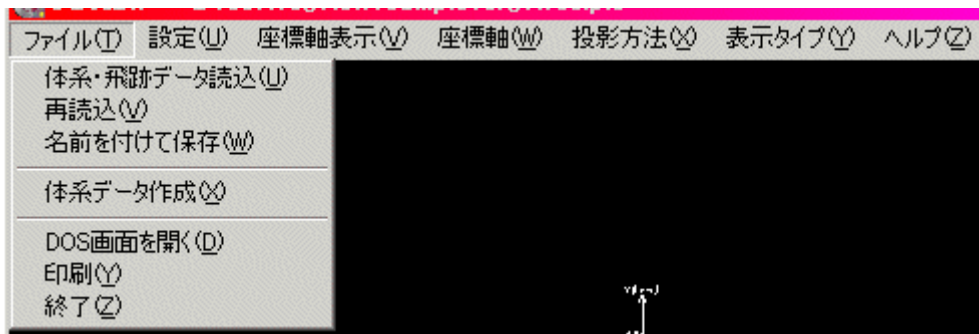 ファイル(T) 設定(U) 座標軸表示(V) 座標軸(W) 投影方法(X) 表示タイプ(Y) ヘルプ(Z)
体系・飛跡データ読込(U)
再読込(V)
名前を付けて保存(W)
体系データ作成(X)
DOS画面を開く(D)
印刷(Y)
終了(Z)